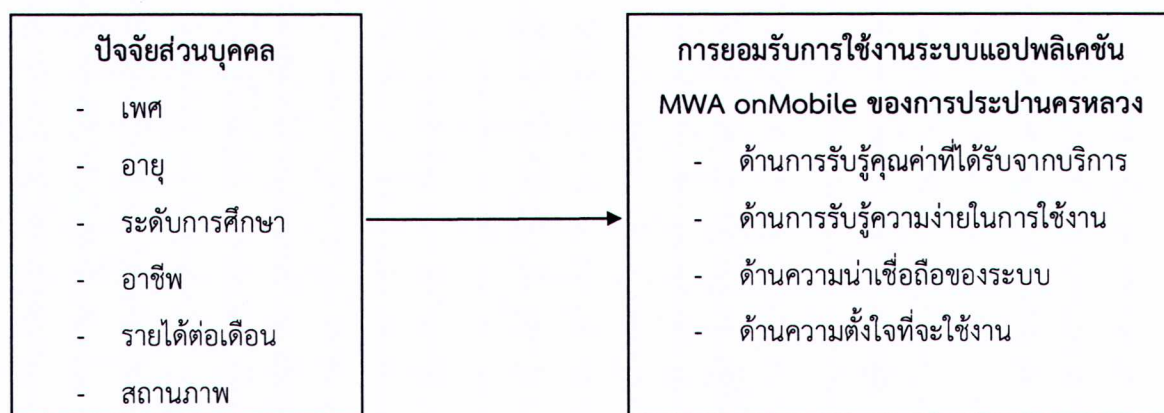 ปัจจัยส่วนบุคคล
- เพศ
- อายุ
- ระดับการศึกษา
- อาชีพ
- รายได้ต่อเดือน
- สถานภาพ
การยอมรับการใช้งานระบบแอปพลิเคชัน
MWA onMobile ของการประปานครหลวง
- ด้านการรับรู้คุณค่าที่ได้รับจากบริการ
- ด้านการรับรู้ความง่ายในการใช้งาน
- ด้านความน่าเชื่อถือของระบบ
- ด้านความตั้งใจที่จะใช้งาน